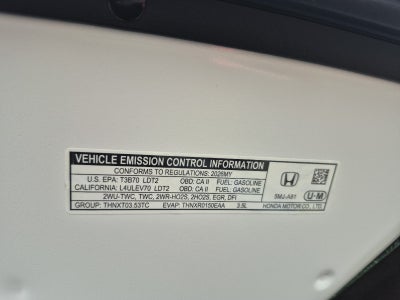 VEHICLE EMISSION CONTROL INFORMATION
CONFORMS TO REGULATIONS: 2026MY
U.S. EPA: T3B70 LDT2 OBD: CA II FUEL: GASOLINE
CALIFORNIA: L4ULEV70 LDT2 OBD: CA II FUEL: GASOLINE
2WU-TWC, TWC, 2WR-HO2S, 2HO2S, EGR, DFI
GROUP: THNXT03.53TC EVAP: THNXR0150EAA 3.5L
5MJ-A81 U·M
HONDA MOTOR CO., LTD.